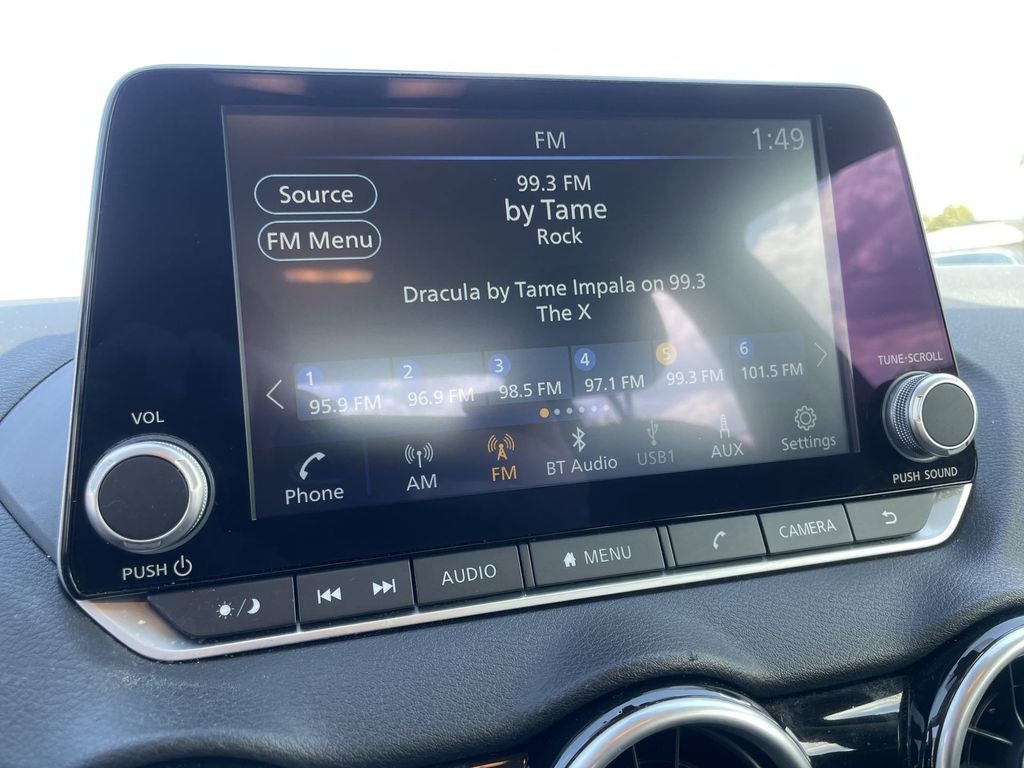 FM
1:49
Source
99.3 FM
by Tame
FM Menu
Rock
Dracula by Tame Impala on 99.3
The X
1
2
3
4
5
6
95.9 FM
96.9 FM
98.5 FM
97.1 FM
99.3 FM
101.5 FM
Phone
AM
FM
BT Audio
USB1
AUX
Settings
VOL
PUSH
TUNE·SCROLL
PUSH SOUND
AUDIO
MENU
CAMERA